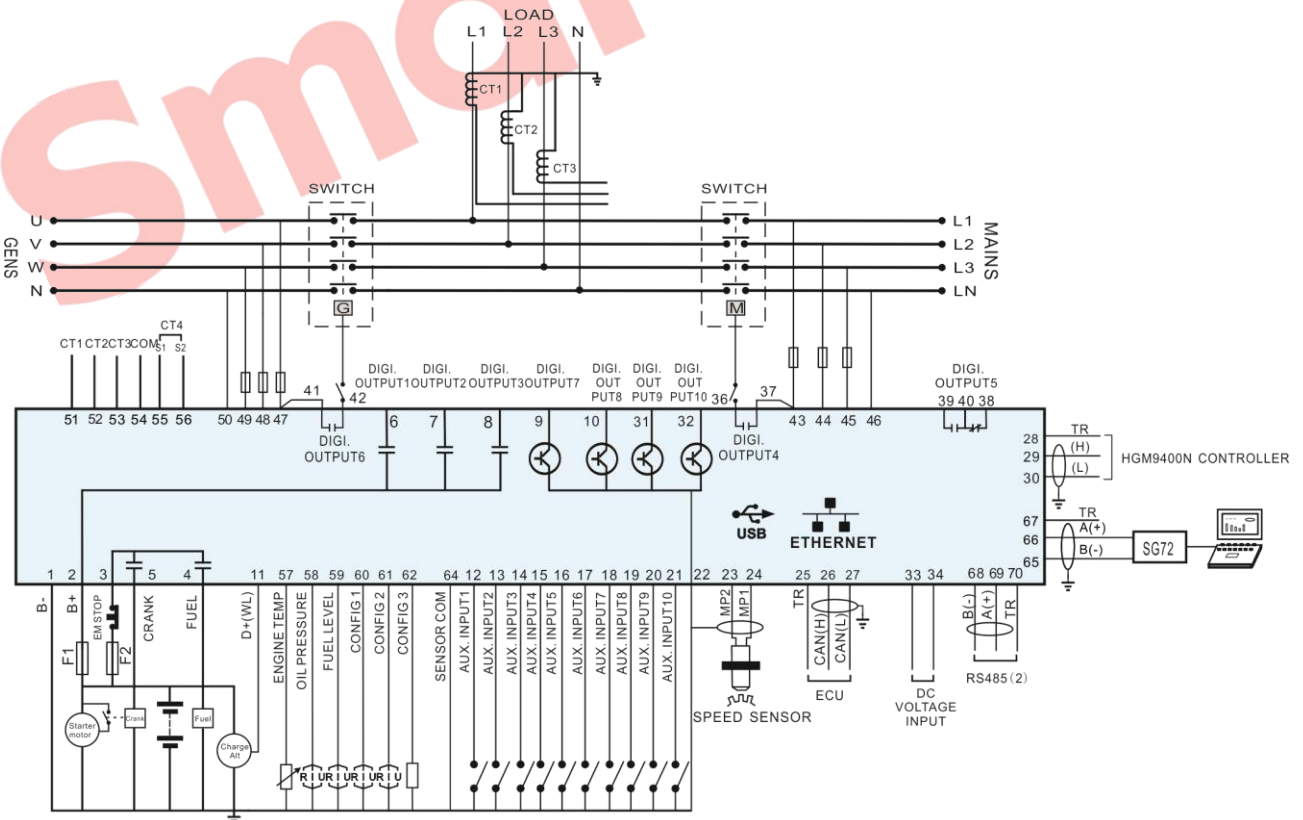 Smar
LOAD
L1 L2 L3 N
CT1
CT2
CT3
SWITCH SWITCH
GENS
U
V
W
N
L1
L2
L3
LN
MAINS
G M
CT4
CT1 CT2 CT3 COM S1 S2
41 42
DIGI. OUTPUT1
DIGI. OUTPUT2
DIGI. OUTPUT3
DIGI. OUTPUT7
DIGI. OUT PUT8
DIGI. OUT PUT9
DIGI. OUT PUT10
36 37
DIGI. OUTPUT5
39 40 38
51 52 53 54 55 56 50 49 48 47 6 7 8 9 10 31 32 43 44 45 46
DIGI. OUTPUT6
DIGI. OUTPUT4
28 TR
29 (H)
30 (L)
HGM9400N CONTROLLER
67 TR
66 A(+)
65 B(-)
SG72
USB
ETHERNET
1 2 3 5 4 11 57 58 59 60 61 62 64 12 13 14 15 16 17 18 19 20 21 22 23 24 25 26 27 33 34 68 69 70
B-
B+
EM STOP
CRANK
FUEL
D+(WL)
ENGINE TEMP
OIL PRESSURE
FUEL LEVEL
CONFIG 1
CONFIG 2
CONFIG 3
SENSOR COM
AUX. INPUT1
AUX. INPUT2
AUX. INPUT3
AUX. INPUT4
AUX. INPUT5
AUX. INPUT6
AUX. INPUT7
AUX. INPUT8
AUX. INPUT9
AUX. INPUT10
MP2
MP1
TR
CAN(H)
CAN(L)
B(-)
A(+)
TR
F1
F2
Starter motor
Crank
Fuel
Charge Alt
R I U R I U R I U R I U
SPEED SENSOR
ECU
DC
VOLTAGE
INPUT
RS485(2)